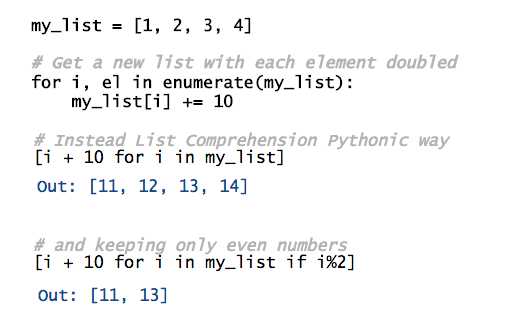 my_list = [1, 2, 3, 4]
# Get a new list with each element doubled
for i, el in enumerate(my_list):
    my_list[i] += 10
# Instead List Comprehension Pythonic way
[i + 10 for i in my_list]
Out: [11, 12, 13, 14]
# and keeping only even numbers
[i + 10 for i in my_list if i%2]
Out: [11, 13]